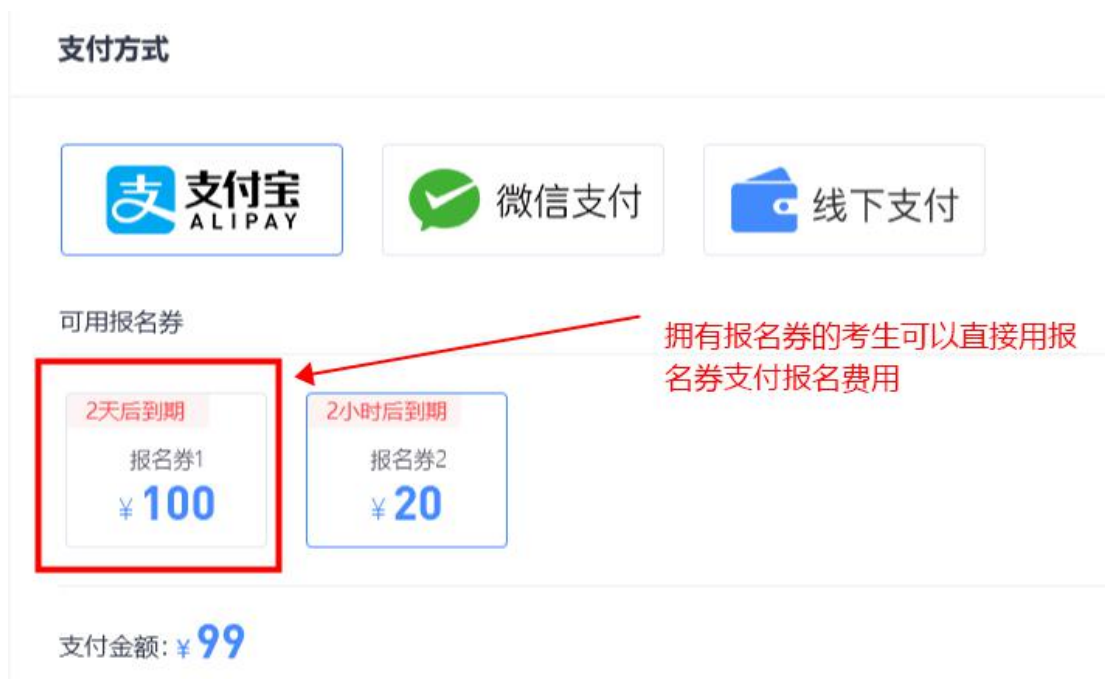 支付方式
支 支付宝 微信支付 线下支付
ALIPAY
可用报名券
拥有报名券的考生可以直接用报
名券支付报名费用
2天后到期 2小时后到期
报名券1 报名券2
¥100 ¥20
支付金额:¥99